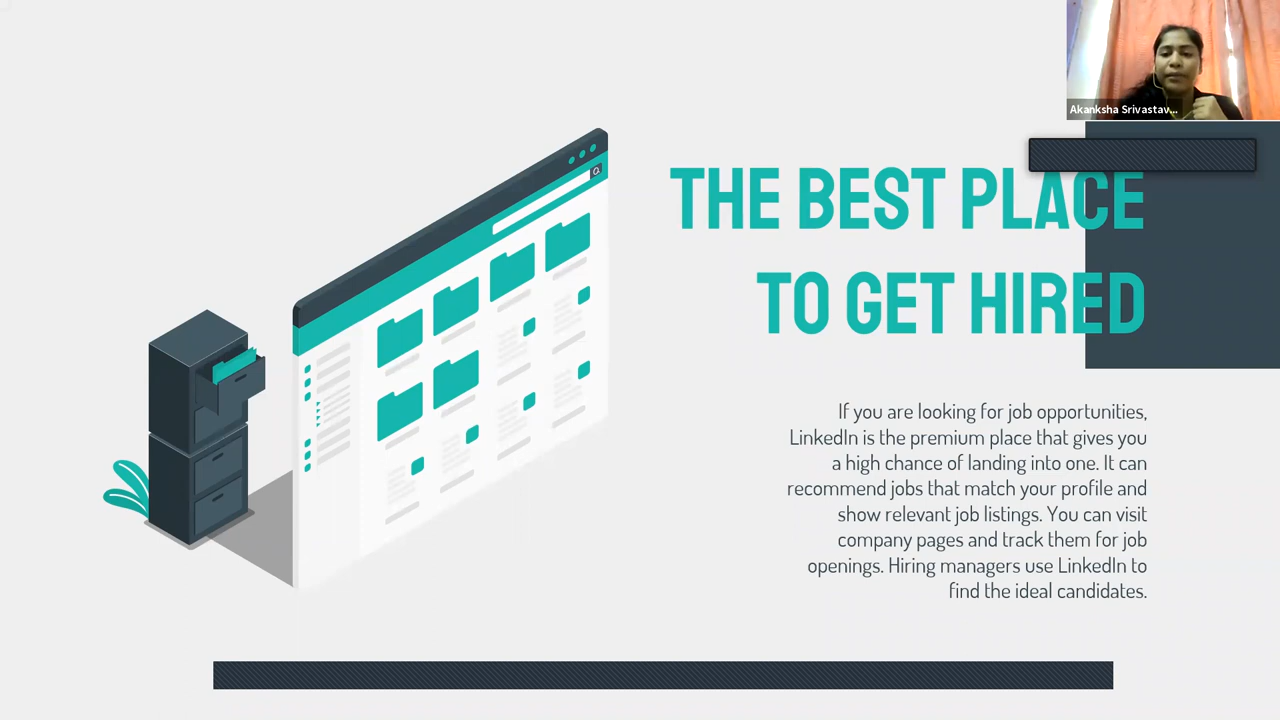 Akanksha Srivastav...
THE BEST PLACE
TO GET HIRED
If you are looking for job opportunities,
LinkedIn is the premium place that gives you
a high chance of landing into one. It can
recommend jobs that match your profile and
show relevant job listings. You can visit
company pages and track them for job
openings. Hiring managers use LinkedIn to
find the ideal candidates.